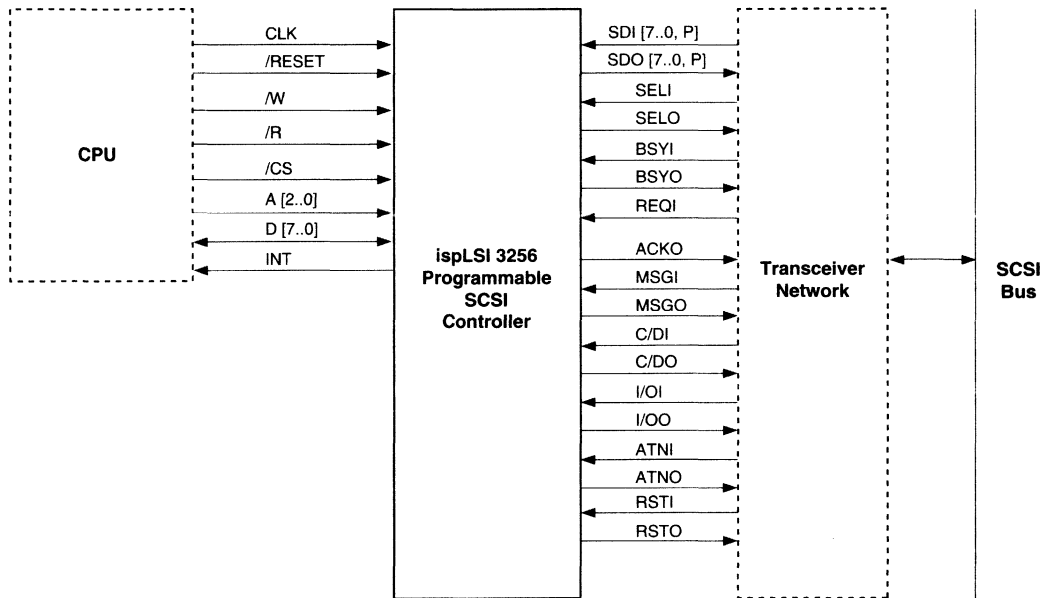 CLK
/RESET
/W
/R
/CS
A [2..0]
D [7..0]
INT
CPU
ispLSI 3256
Programmable
SCSI
Controller
SDI [7..0, P]
SDO [7..0, P]
SELI
SELO
BSYI
BSYO
REQI
ACKO
MSGI
MSGO
C/DI
C/DO
I/OI
I/OO
ATNI
ATNO
RSTI
RSTO
Transceiver
Network
SCSI
Bus